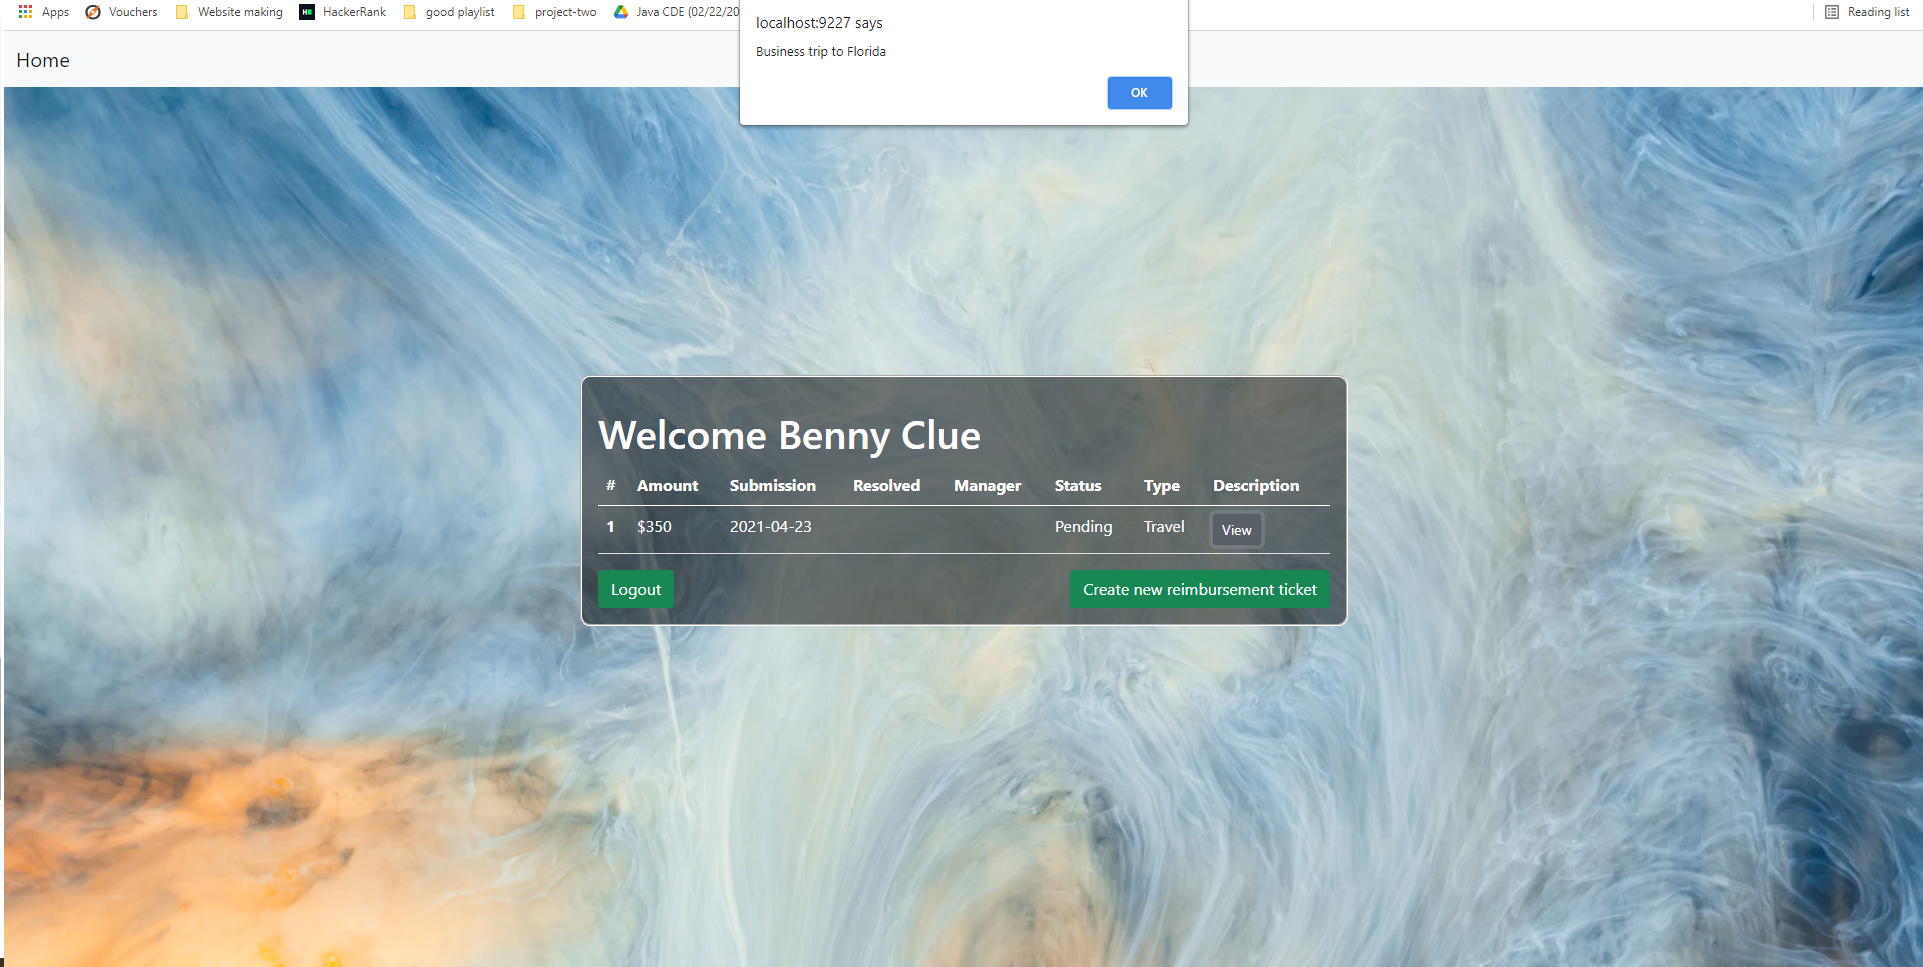 Apps Vouchers Website making HackerRank good playlist project-two Java CDE (02/22/20 Reading list
localhost:9227 says
Business trip to Florida
OK
Home
Welcome Benny Clue
# Amount Submission Resolved Manager Status Type Description
1 $350 2021-04-23 Pending Travel View
Logout Create new reimbursement ticket